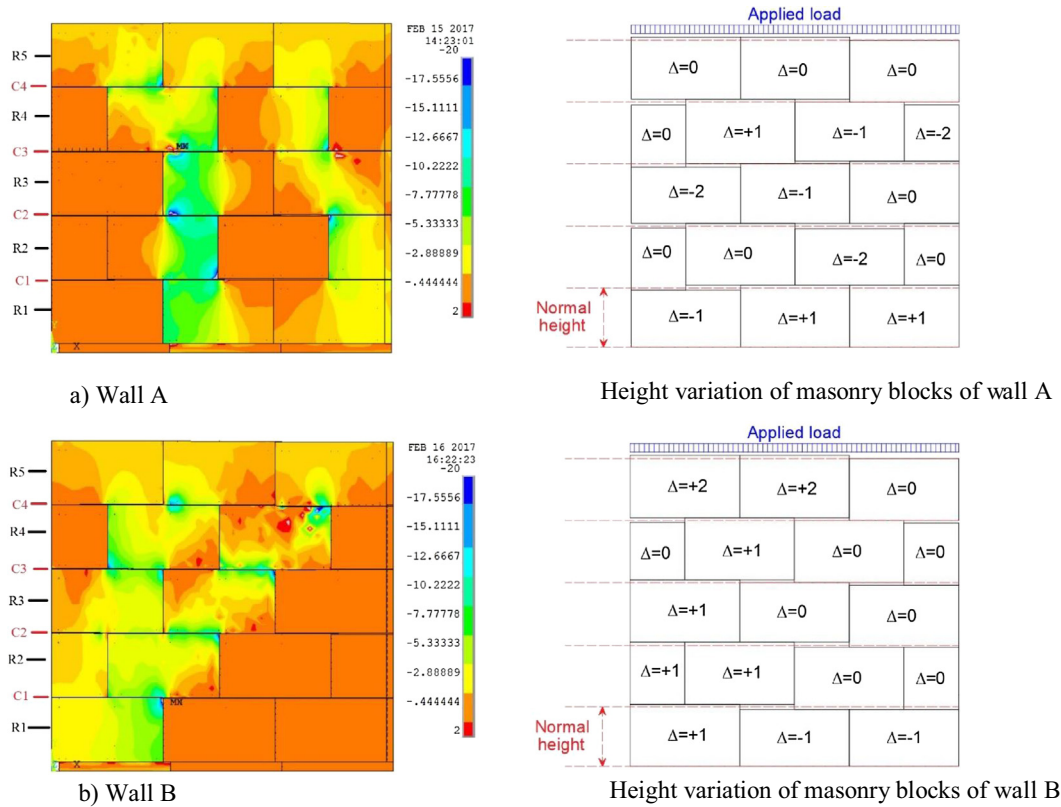 FEB 15 2017
14:23:01
-20
-17.5556
-15.1111
-12.6667
-10.2222
-7.77778
-5.33333
-2.88889
-.444444
2
R5
C4
R4
C3
R3
C2
R2
C1
R1
MN
Y
X
a) Wall A
Applied load
Δ=0 Δ=0 Δ=0
Δ=0 Δ=+1 Δ=-1 Δ=-2
Δ=-2 Δ=-1 Δ=0
Δ=0 Δ=0 Δ=-2 Δ=0
Normal
height
Δ=-1 Δ=+1 Δ=+1
Height variation of masonry blocks of wall A
FEB 16 2017
16:22:23
-20
-17.5556
-15.1111
-12.6667
-10.2222
-7.77778
-5.33333
-2.88889
-.444444
2
R5
C4
R4
C3
R3
C2
R2
C1
R1
MN
X
b) Wall B
Applied load
Δ=+2 Δ=+2 Δ=0
Δ=0 Δ=+1 Δ=0 Δ=0
Δ=+1 Δ=0 Δ=0
Δ=+1 Δ=+1 Δ=0 Δ=0
Normal
height
Δ=+1 Δ=-1 Δ=-1
Height variation of masonry blocks of wall B